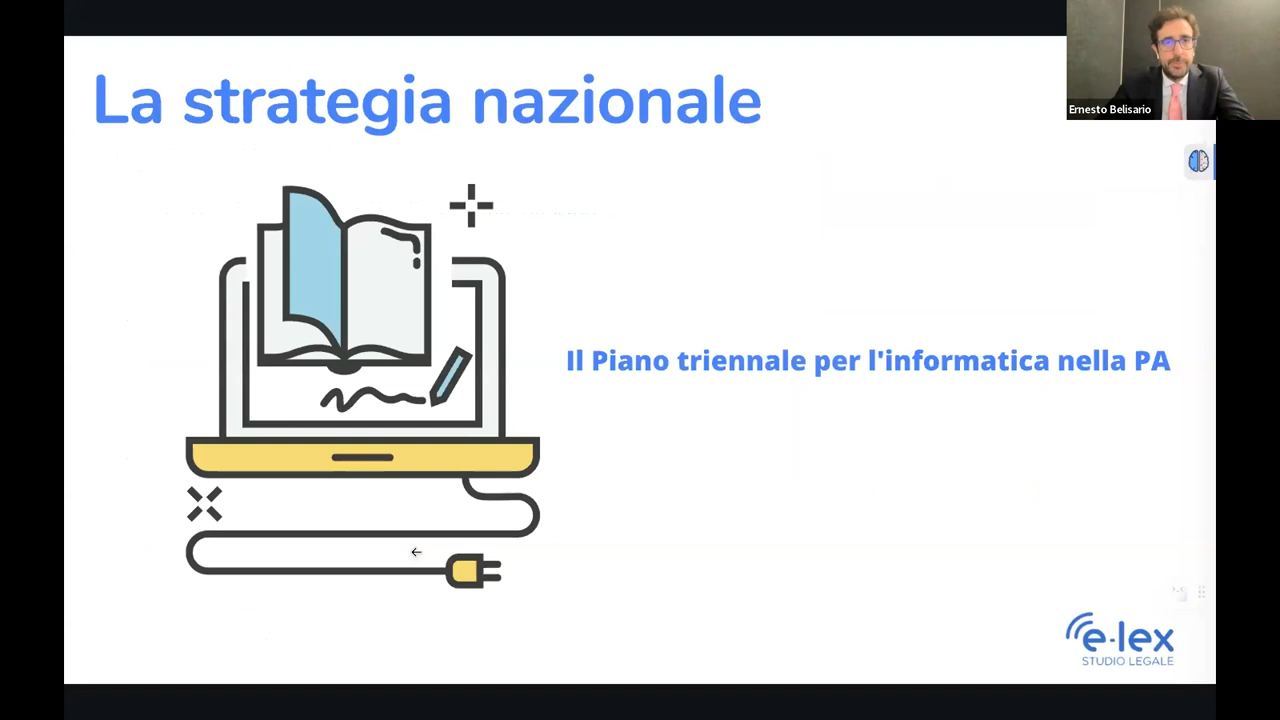 La strategia nazionale
Ernesto Belisario
Il Piano triennale per l'informatica nella PA
e-lex
STUDIO LEGALE